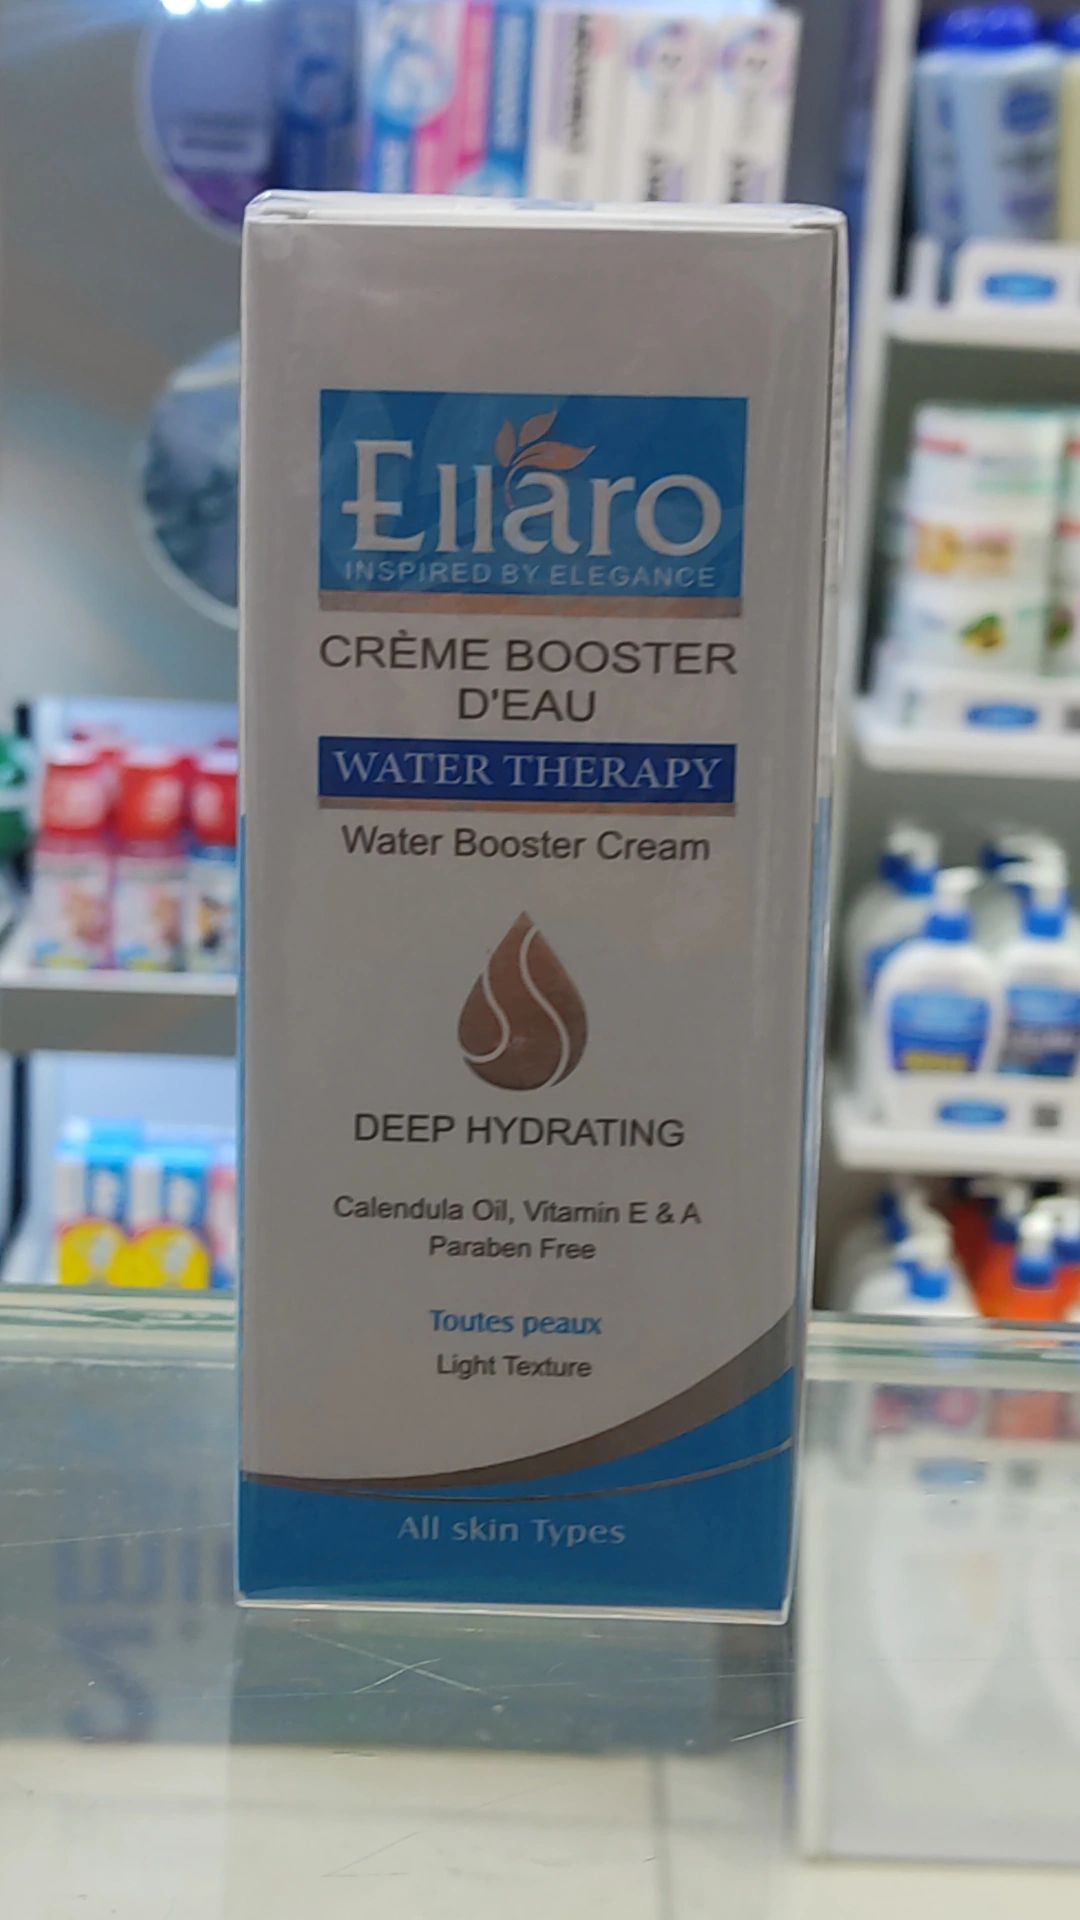 Ellaro
INSPIRED BY ELEGANCE
CRÈME BOOSTER
D'EAU
WATER THERAPY
Water Booster Cream
DEEP HYDRATING
Calendula Oil, Vitamin E & A
Paraben Free
Toutes peaux
Light Texture
All skin Types